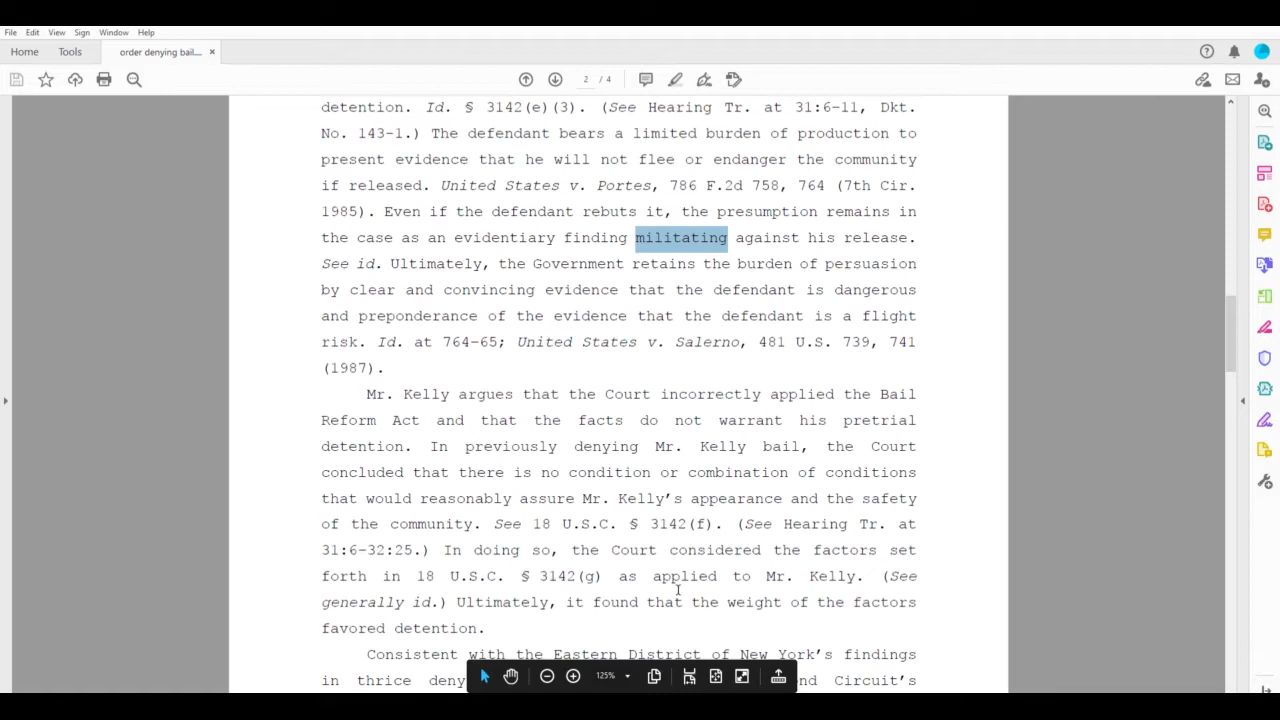 File Edit View Sign Window Help
Home Tools order denying bail.... ×
2 / 4
detention. Id. § 3142(e)(3). (See Hearing Tr. at 31:6-11, Dkt.
No. 143-1.) The defendant bears a limited burden of production to
present evidence that he will not flee or endanger the community
if released. United States v. Portes, 786 F.2d 758, 764 (7th Cir.
1985). Even if the defendant rebuts it, the presumption remains in
the case as an evidentiary finding militating against his release.
See id. Ultimately, the Government retains the burden of persuasion
by clear and convincing evidence that the defendant is dangerous
and preponderance of the evidence that the defendant is a flight
risk. Id. at 764-65; United States v. Salerno, 481 U.S. 739, 741
(1987).
Mr. Kelly argues that the Court incorrectly applied the Bail
Reform Act and that the facts do not warrant his pretrial
detention. In previously denying Mr. Kelly bail, the Court
concluded that there is no condition or combination of conditions
that would reasonably assure Mr. Kelly's appearance and the safety
of the community. See 18 U.S.C. § 3142(f). (See Hearing Tr. at
31:6-32:25.) In doing so, the Court considered the factors set
forth in 18 U.S.C. § 3142(g) as applied to Mr. Kelly. (See
generally id.) Ultimately, it found that the weight of the factors
favored detention.
Consistent with the Eastern District of New York's findings
in thrice nd Circuit's
125%